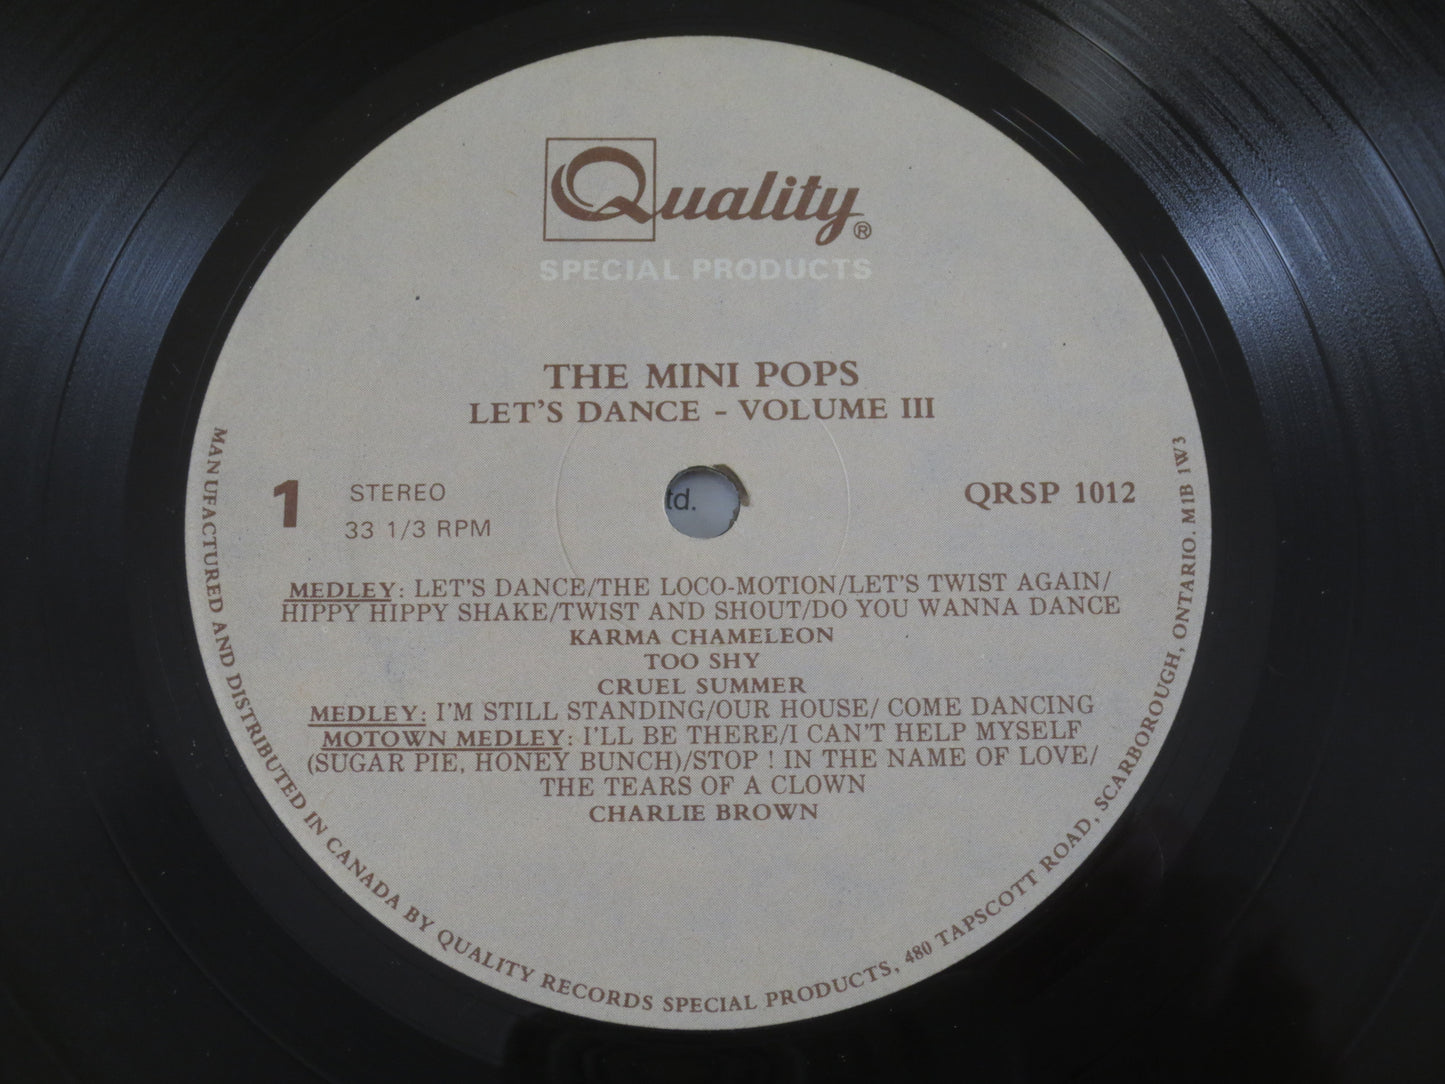 Quality®
SPECIAL PRODUCTS
THE MINI POPS
LET'S DANCE - VOLUME III
1 STEREO QRSP 1012
33 1/3 RPM
td.
MEDLEY: LET'S DANCE/THE LOCO-MOTION/LET'S TWIST AGAIN/
HIPPY HIPPY SHAKE/TWIST AND SHOUT/DO YOU WANNA DANCE
KARMA CHAMELEON
TOO SHY
CRUEL SUMMER
MEDLEY: I'M STILL STANDING/OUR HOUSE/ COME DANCING
MOTOWN MEDLEY: I'LL BE THERE/I CAN'T HELP MYSELF
(SUGAR PIE, HONEY BUNCH)/STOP ! IN THE NAME OF LOVE/
THE TEARS OF A CLOWN
CHARLIE BROWN
MANUFACTURED AND DISTRIBUTED IN CANADA BY QUALITY RECORDS SPECIAL PRODUCTS, 480 TAPSCOTT ROAD, SCARBOROUGH, ONTARIO. M1B 1W3